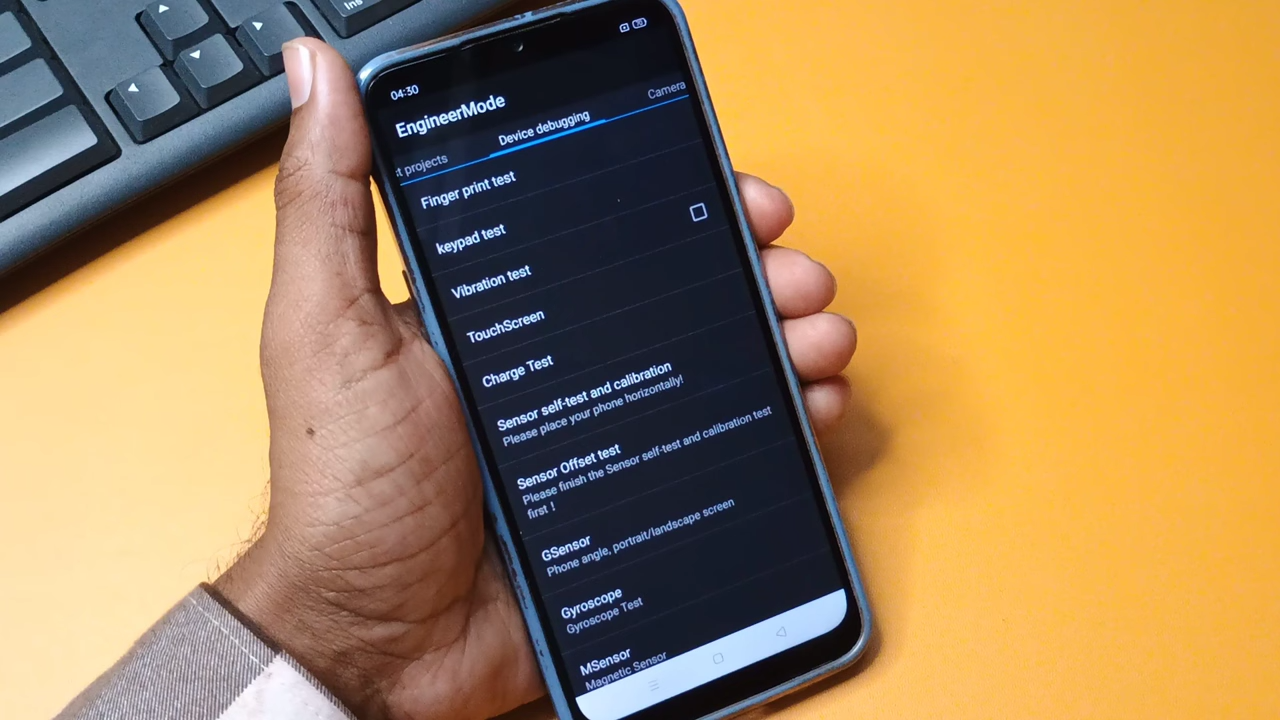 Ins
04:30
EngineerMode
t projects
Device debugging
Camera
Finger print test
keypad test
Vibration test
TouchScreen
Charge Test
Sensor self-test and calibration
Please place your phone horizontally!
Sensor Offset test
Please finish the Sensor self-test and calibration test
first !
GSensor
Phone angle, portrait/landscape screen
Gyroscope
Gyroscope Test
MSensor
Magnetic Sensor